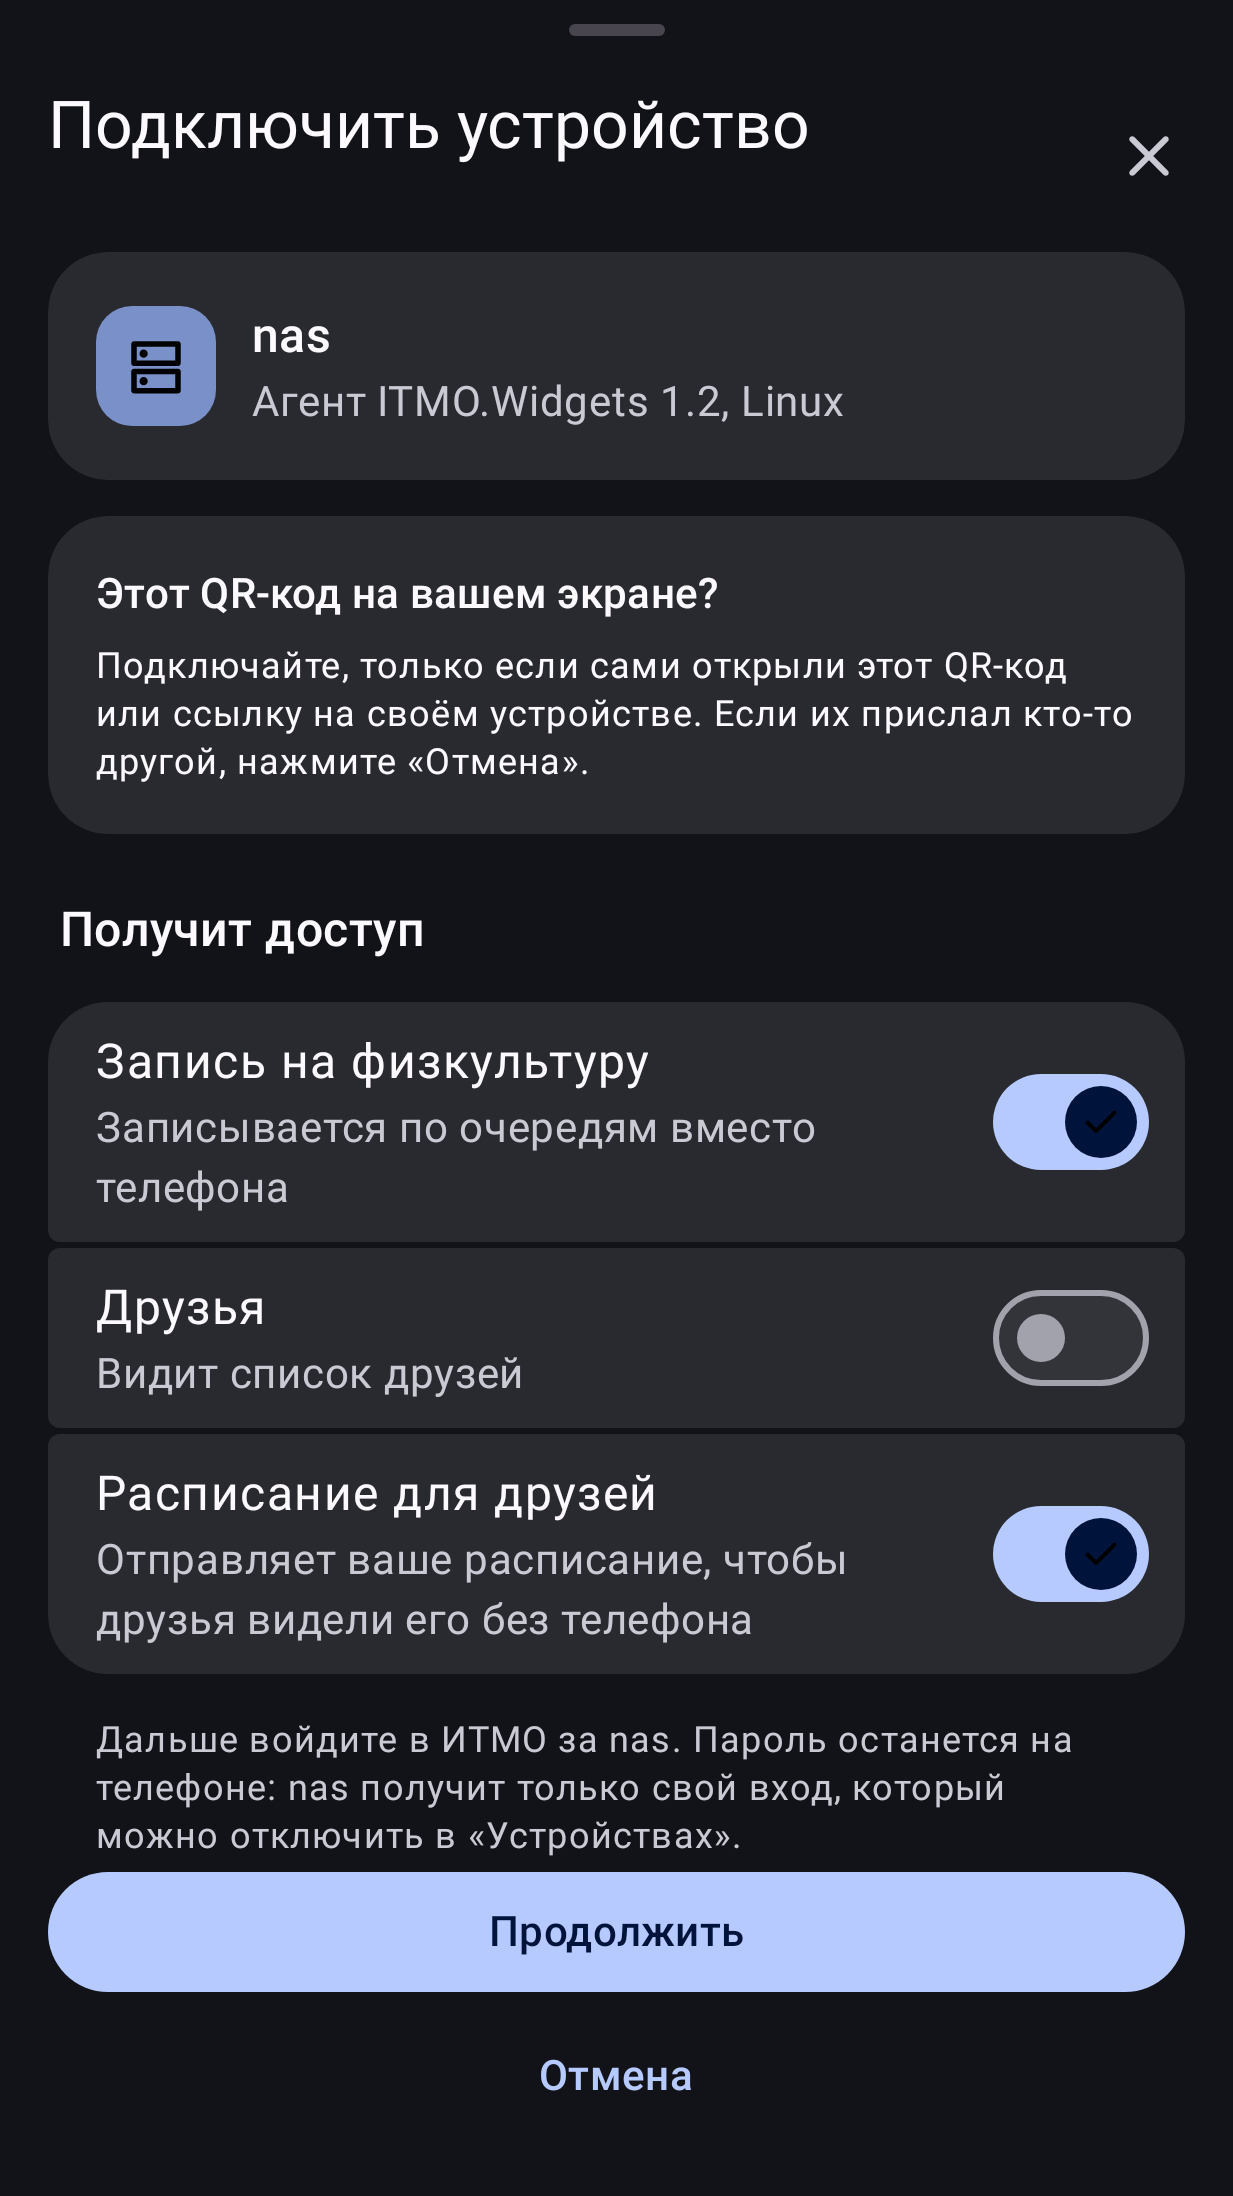 Подключить устройство
nas
Агент ITMO.Widgets 1.2, Linux
Этот QR-код на вашем экране?
Подключайте, только если сами открыли этот QR-код
или ссылку на своём устройстве. Если их прислал кто-то
другой, нажмите «Отмена».
Получит доступ
Запись на физкультуру
Записывается по очередям вместо
телефона
Друзья
Видит список друзей
Расписание для друзей
Отправляет ваше расписание, чтобы
друзья видели его без телефона
Дальше войдите в ИТМО за nas. Пароль останется на
телефоне: nas получит только свой вход, который
можно отключить в «Устройствах».
Продолжить
Отмена